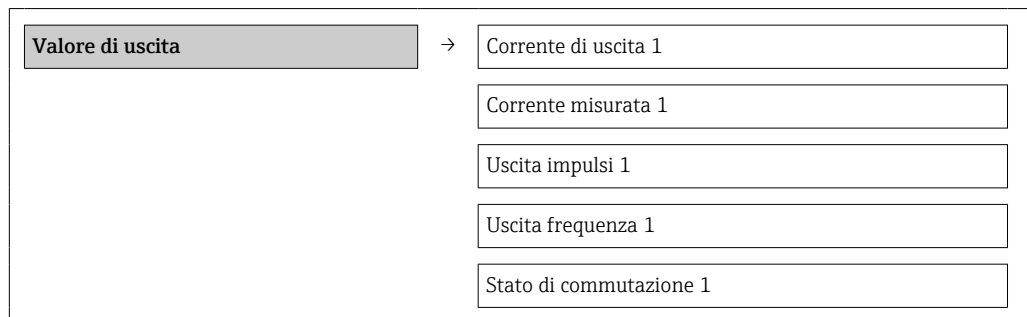 Valore di uscita → Corrente di uscita 1
Corrente misurata 1
Uscita impulsi 1
Uscita frequenza 1
Stato di commutazione 1